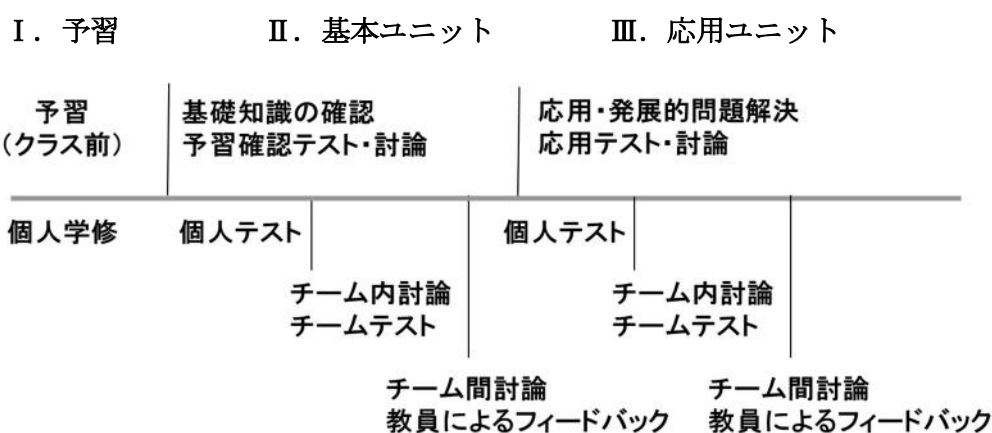 Ⅰ．予習
Ⅱ．基本ユニット
Ⅲ．応用ユニット
予習
（クラス前）
基礎知識の確認
予習確認テスト・討論
応用・発展的問題解決
応用テスト・討論
個人学修
個人テスト
チーム内討論
チームテスト
チーム間討論
教員によるフィードバック
個人テスト
チーム内討論
チームテスト
チーム間討論
教員によるフィードバック